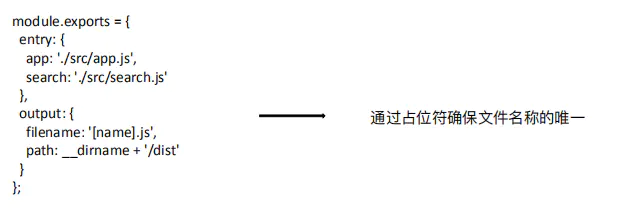 module.exports = {
entry: {
app: './src/app.js',
search: './src/search.js'
},
output: {
filename: '[name].js',
path: __dirname + '/dist'
}
};
通过占位符确保文件名称的唯一